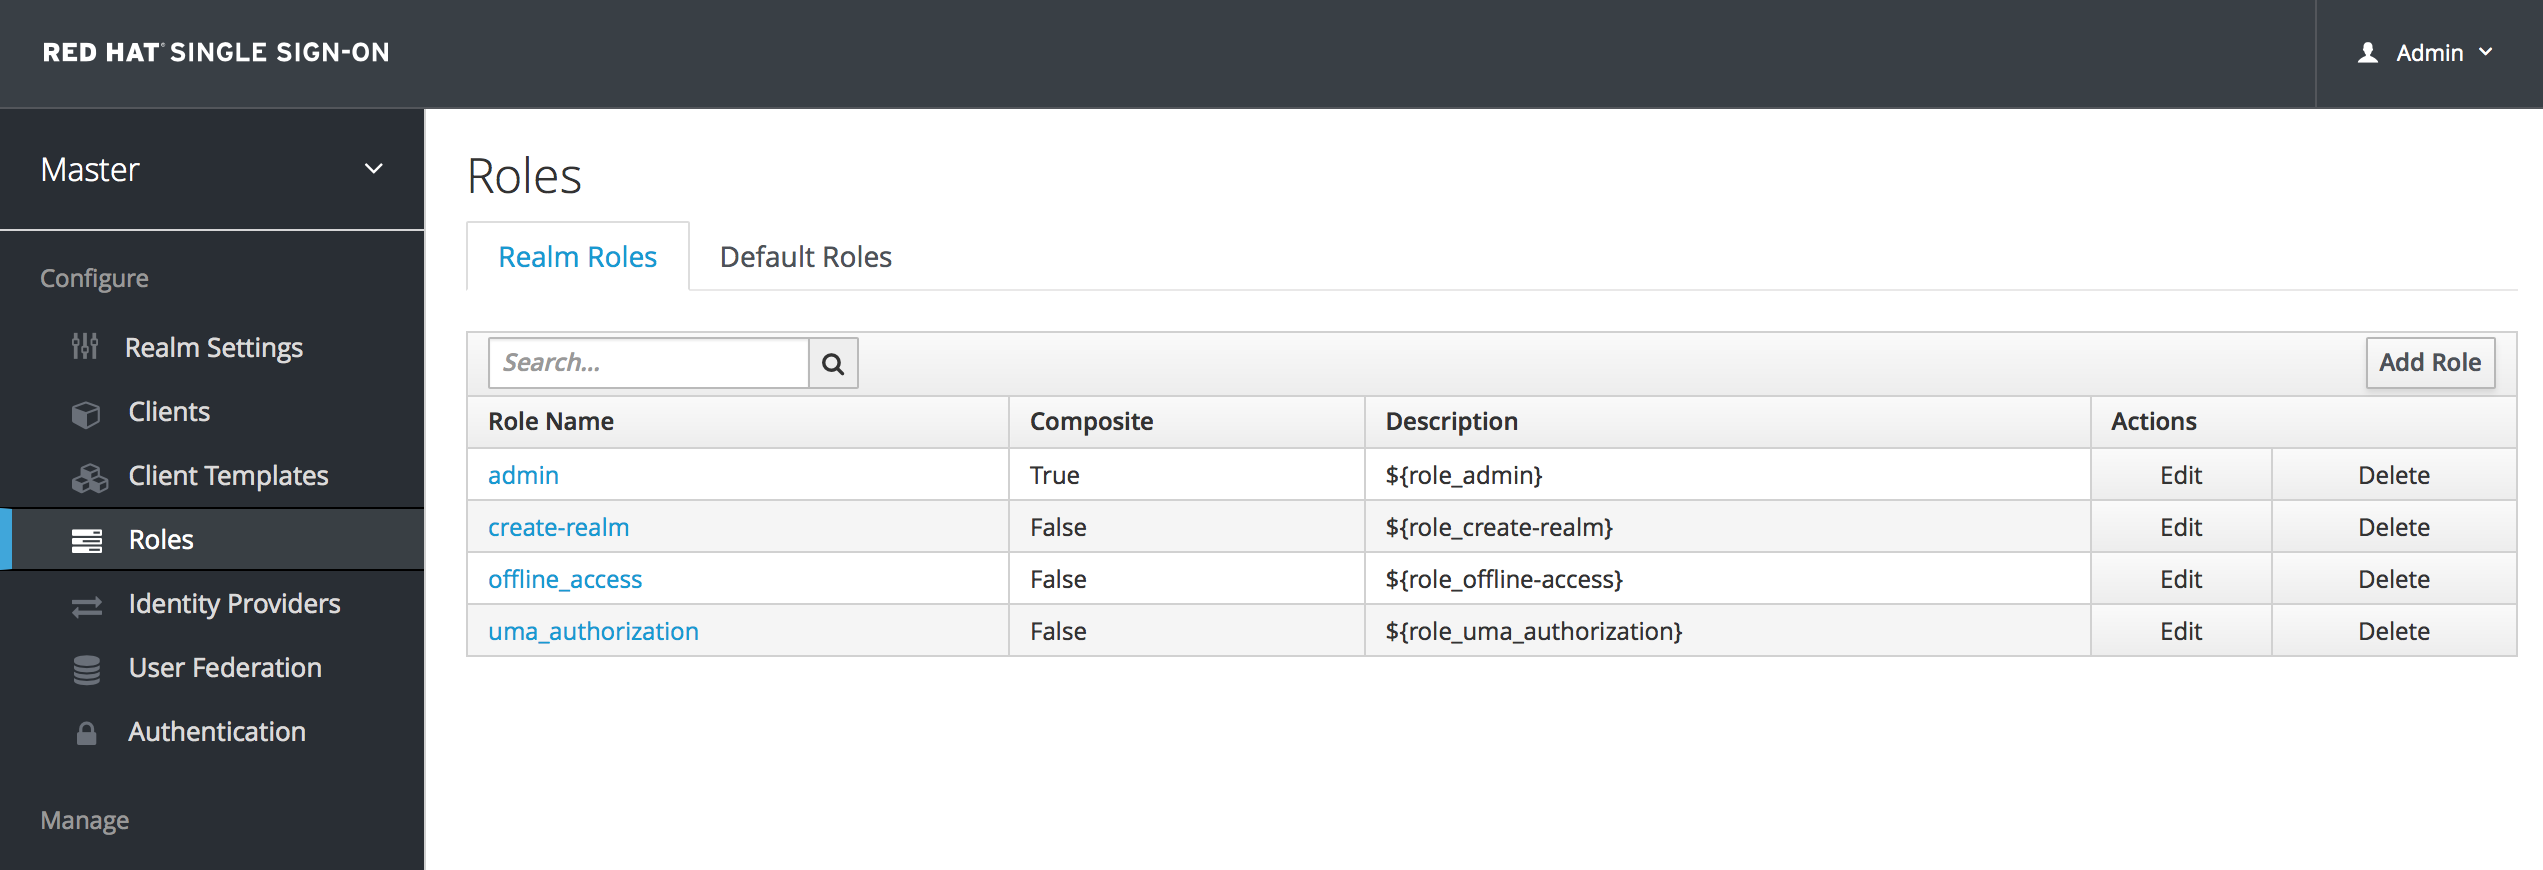 RED HAT® SINGLE SIGN-ON
Admin
Master
Configure
Realm Settings
Clients
Client Templates
Roles
Identity Providers
User Federation
Authentication
Manage
Roles
Realm Roles Default Roles
Search... Add Role
Role Name Composite Description Actions
admin True ${role_admin} Edit Delete
create-realm False ${role_create-realm} Edit Delete
offline_access False ${role_offline-access} Edit Delete
uma_authorization False ${role_uma_authorization} Edit Delete